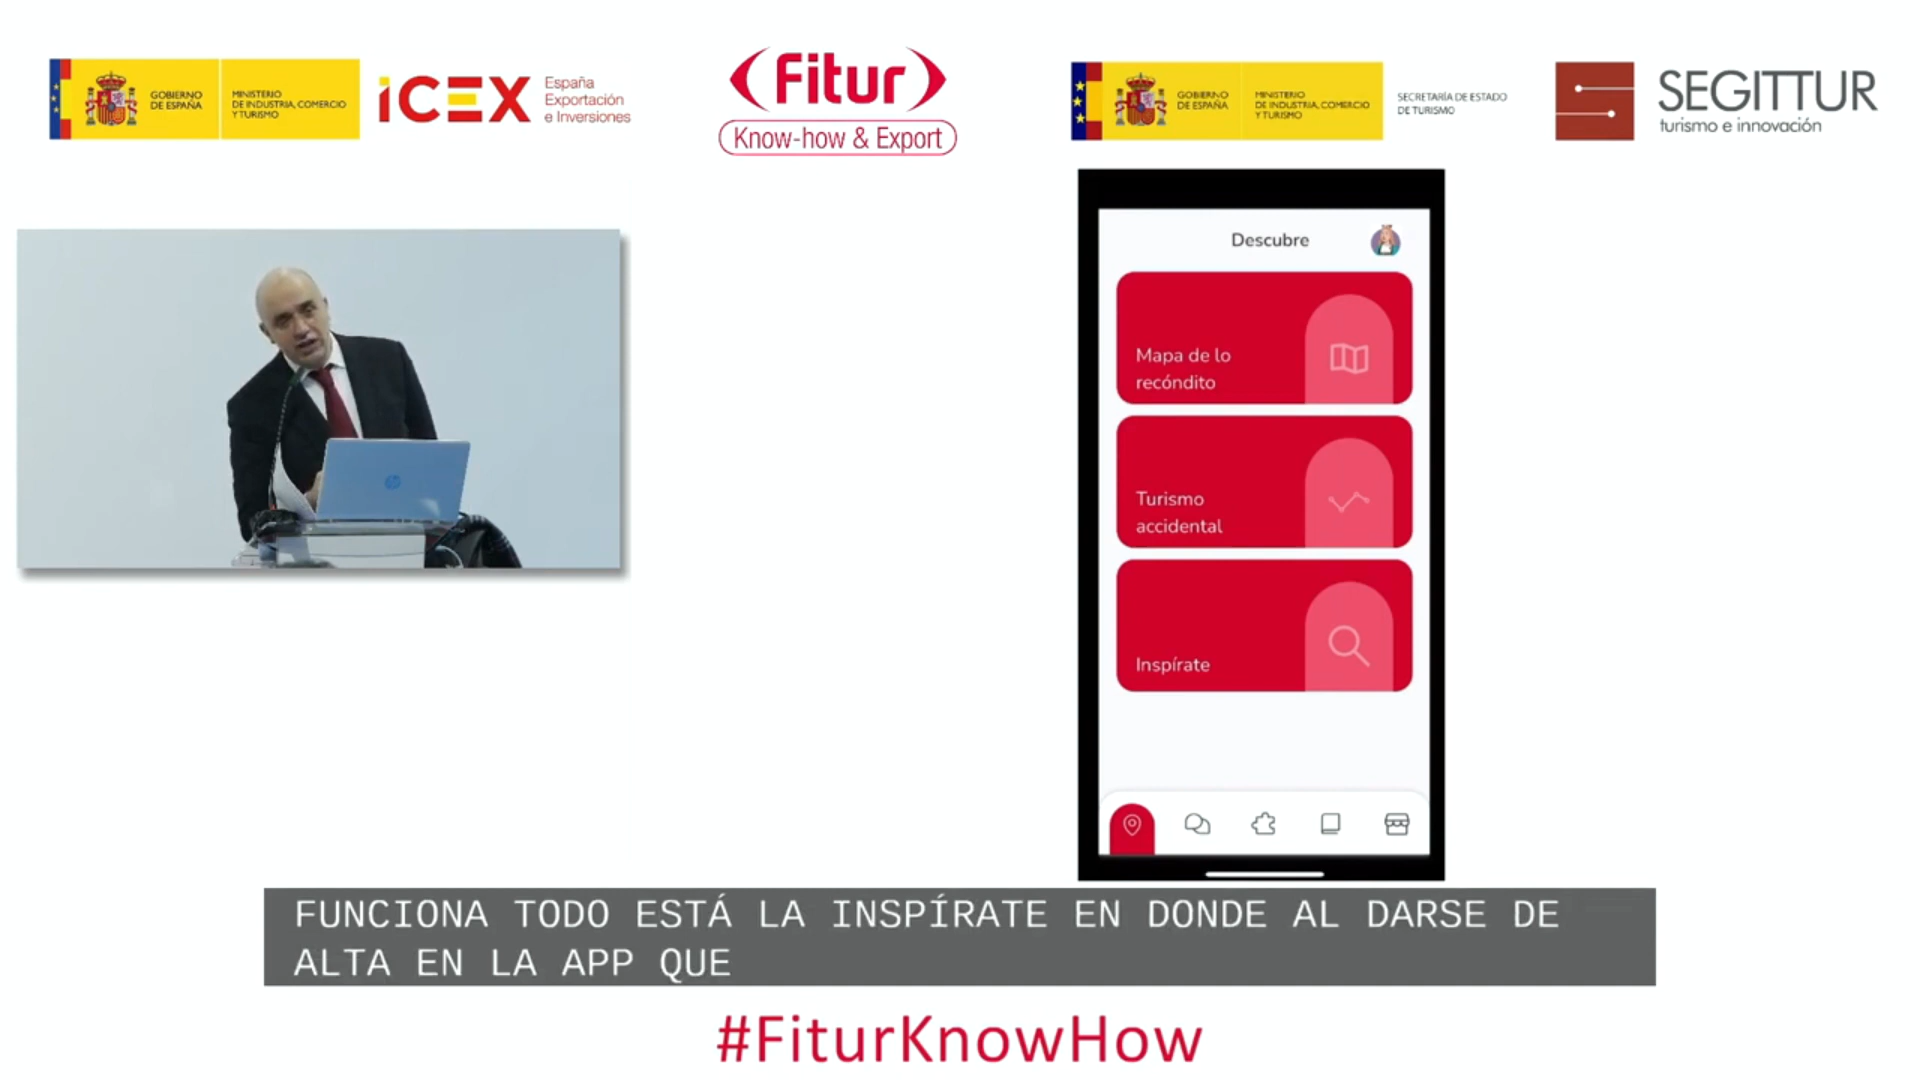 GOBIERNO
DE ESPAÑA
MINISTERIO
DE INDUSTRIA, COMERCIO
Y TURISMO
iCEX
España
Exportación
e Inversiones
Fitur
Know-how & Export
GOBIERNO
DE ESPAÑA
MINISTERIO
DE INDUSTRIA, COMERCIO
Y TURISMO
SECRETARÍA DE ESTADO
DE TURISMO
SEGITTUR
turismo e innovación
hp
Descubre
Mapa de lo
recóndito
Turismo
accidental
Inspírate
FUNCIONA TODO ESTÁ LA INSPÍRATE EN DONDE AL DARSE DE
ALTA EN LA APP QUE
#FiturKnowHow